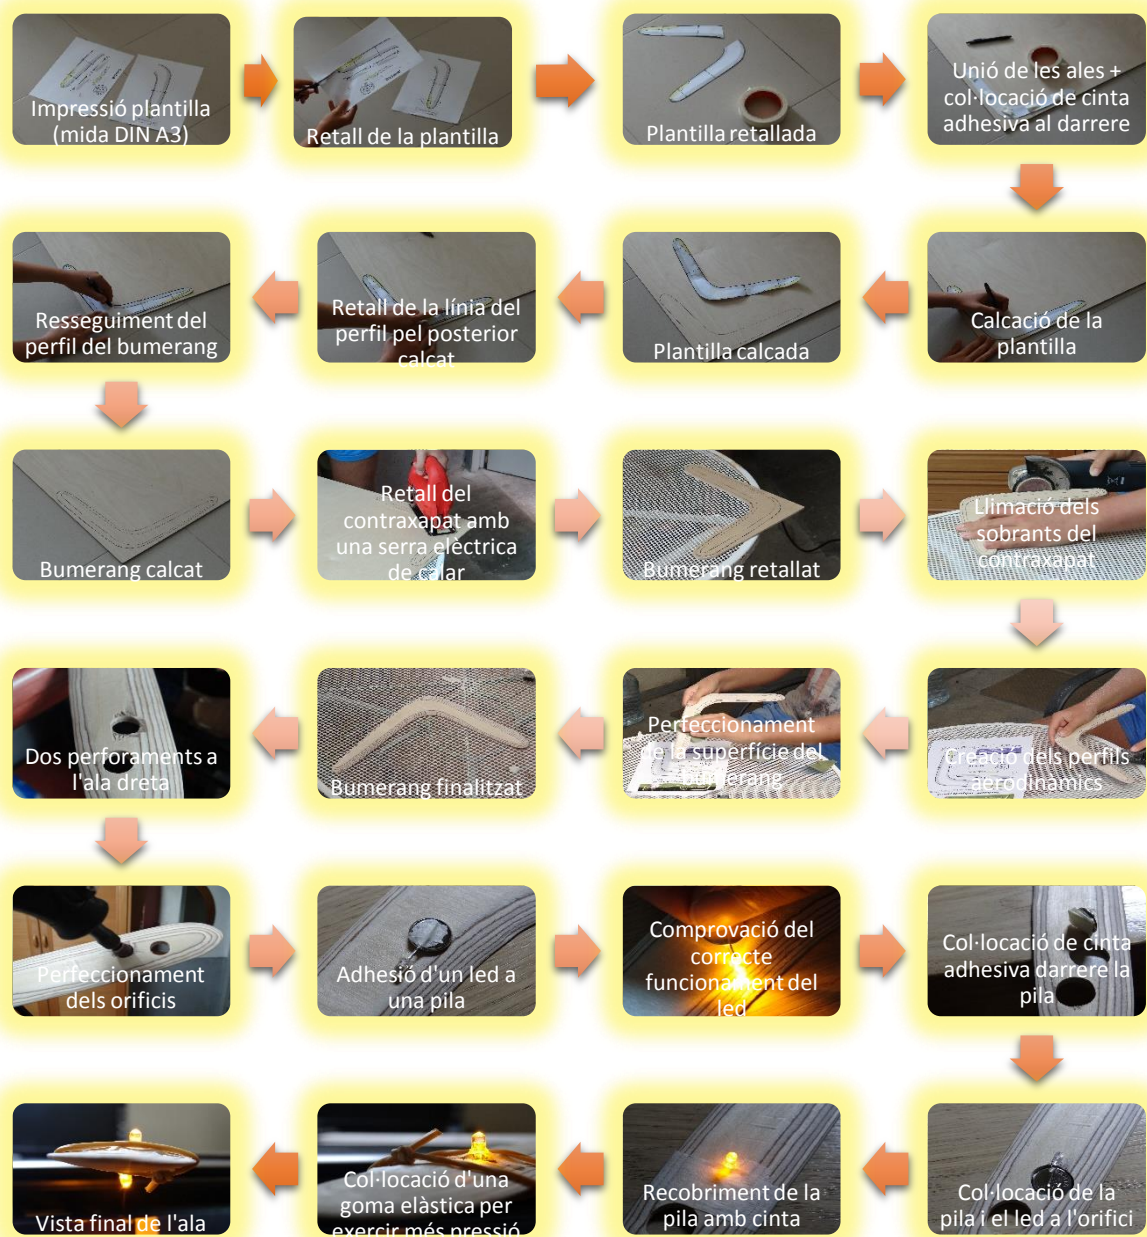 Impressió plantilla
(mida DIN A3)
Retall de la plantilla
Plantilla retallada
Unió de les ales +
col·locació de cinta
adhesiva al darrere
Calcació de la
plantilla
Plantilla calcada
Retall de la línia del
perfil pel posterior
calcat
Resseguiment del
perfil del bumerang
Bumerang calcat
Retall del
contraxapat amb
una serra elèctrica
de calar
Bumerang retallat
Llimació dels
sobrants del
contraxapat
Creació dels perfils
aerodinàmics
Perfeccionament
de la superfície del
bumerang
Bumerang finalitzat
Dos perforaments a
l'ala dreta
Perfeccionament
dels orificis
Adhesió d'un led a
una pila
Comprovació del
correcte
funcionament del
led
Col·locació de cinta
adhesiva darrere la
pila
Col·locació de la
pila i el led a l'orifici
Recobriment de la
pila amb cinta
Col·locació d'una
goma elàstica per
exercir més pressió
Vista final de l'ala